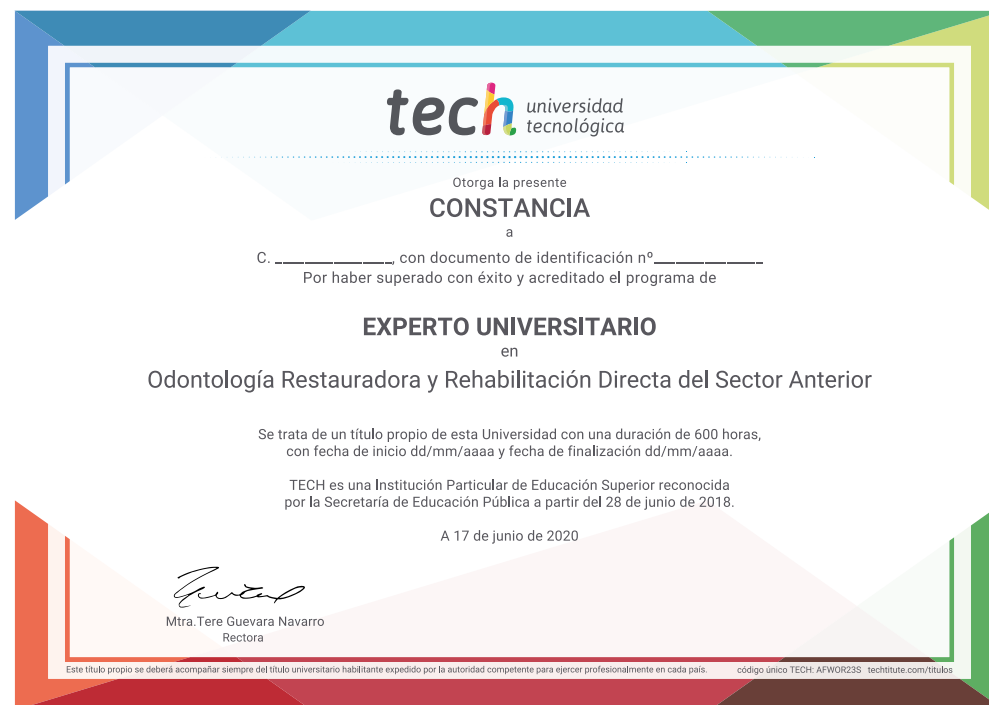 tech universidad
tecnológica
Otorga la presente
CONSTANCIA
a
C. _______________, con documento de identificación nº______________
Por haber superado con éxito y acreditado el programa de
EXPERTO UNIVERSITARIO
en
Odontología Restauradora y Rehabilitación Directa del Sector Anterior
Se trata de un título propio de esta Universidad con una duración de 600 horas,
con fecha de inicio dd/mm/aaaa y fecha de finalización dd/mm/aaaa.
TECH es una Institución Particular de Educación Superior reconocida
por la Secretaría de Educación Pública a partir del 28 de junio de 2018.
A 17 de junio de 2020
Mtra.Tere Guevara Navarro
Rectora
Este título propio se deberá acompañar siempre del título universitario habilitante expedido por la autoridad competente para ejercer profesionalmente en cada país. código único TECH: AFWOR23S techtitute.com/titulos